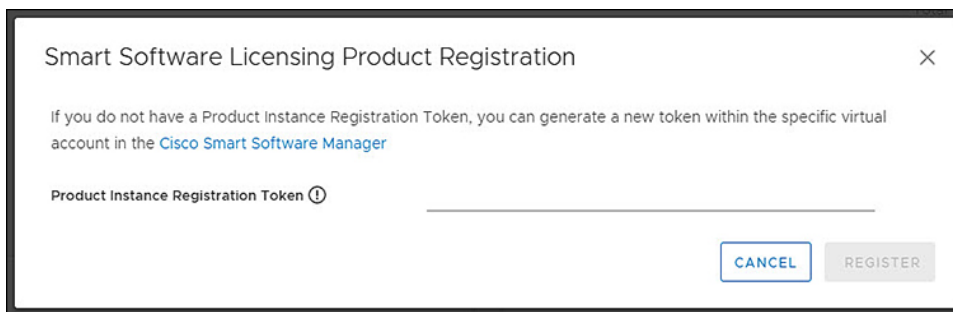 Smart Software Licensing Product Registration
If you do not have a Product Instance Registration Token, you can generate a new token within the specific virtual
account in the Cisco Smart Software Manager
Product Instance Registration Token
CANCEL REGISTER